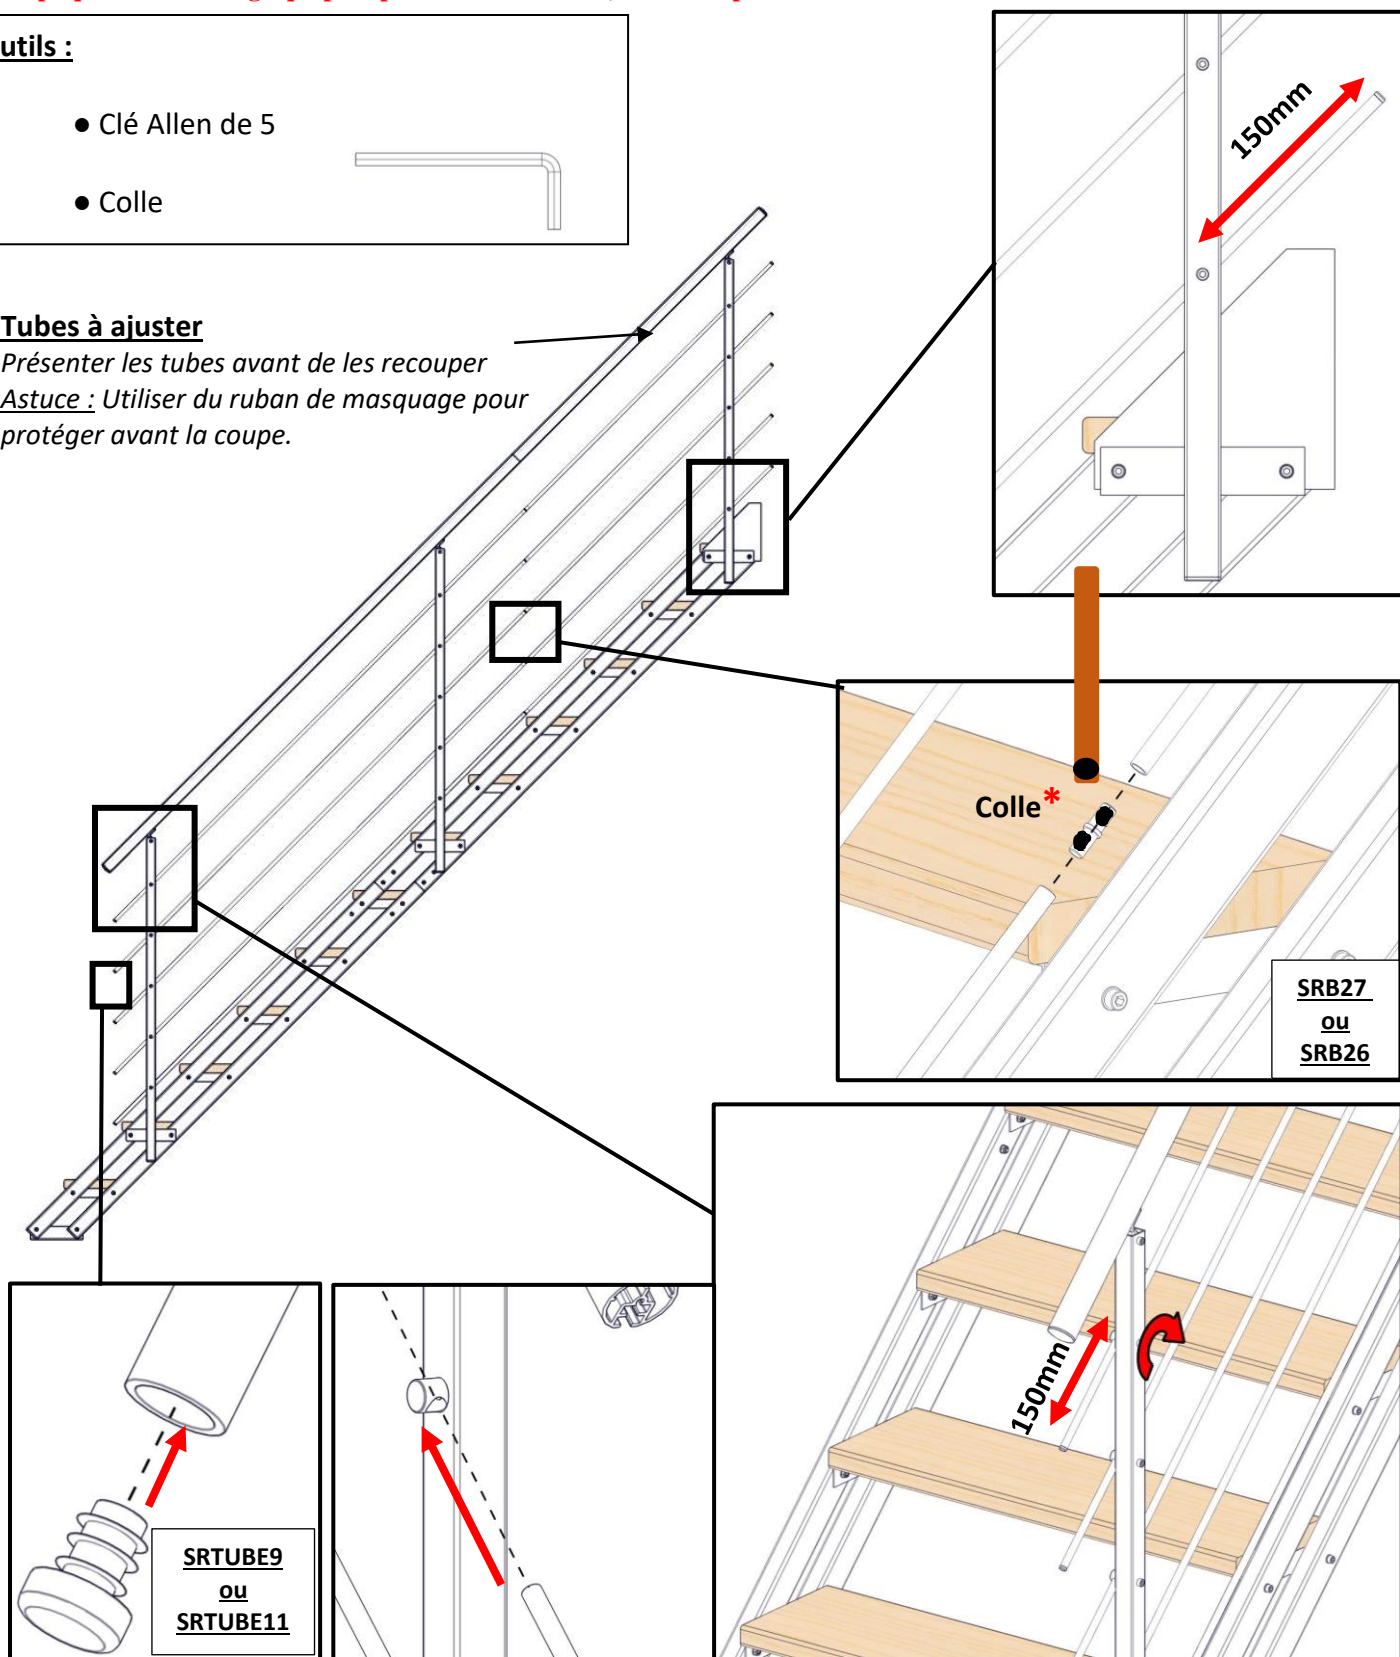 utils :
● Clé Allen de 5
● Colle
150mm
Tubes à ajuster
Présenter les tubes avant de les recouper
Astuce : Utiliser du ruban de masquage pour
protéger avant la coupe.
Colle*
SRB27
ou
SRB26
150mm
SRTUBE9
ou
SRTUBE11